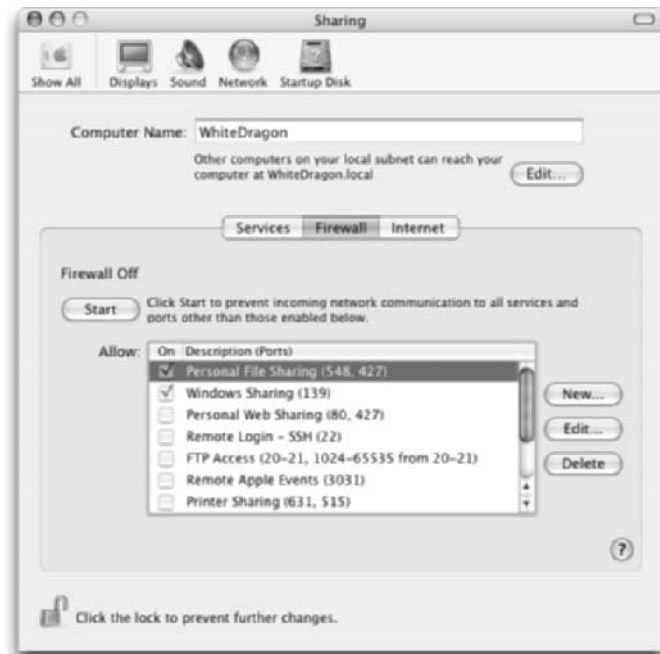 Sharing
Show All
Displays
Sound
Network
Startup Disk
Computer Name: WhiteDragon
Other computers on your local subnet can reach your
computer at WhiteDragon.local
Edit...
Services
Firewall
Internet
Firewall Off
Start
Click Start to prevent incoming network communication to all services and
ports other than those enabled below.
Allow:
On Description (Ports)
Personal File Sharing (548, 427)
Windows Sharing (139)
Personal Web Sharing (80, 427)
Remote Login – SSH (22)
FTP Access (20–21, 1024–65535 from 20–21)
Remote Apple Events (3031)
Printer Sharing (631, 515)
New...
Edit...
Delete
?
Click the lock to prevent further changes.